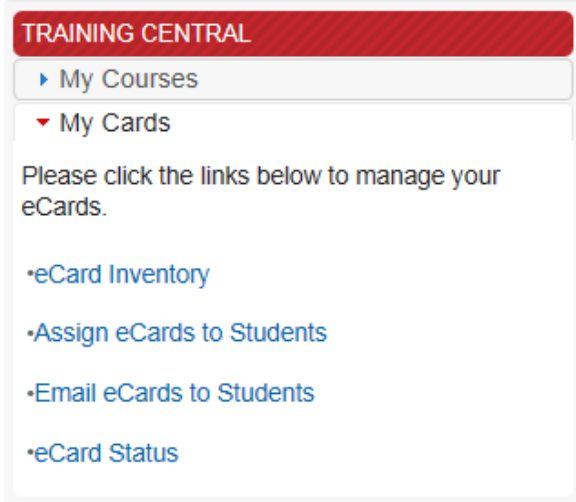 TRAINING CENTRAL
My Courses
My Cards
Please click the links below to manage your
eCards.
•eCard Inventory
•Assign eCards to Students
•Email eCards to Students
•eCard Status